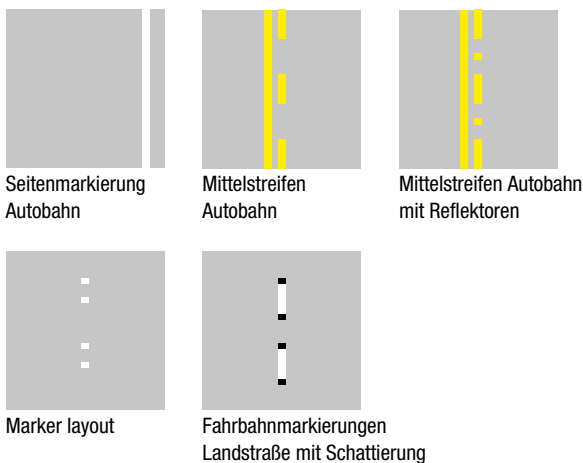 Seitenmarkierung
Autobahn
Mittelstreifen
Autobahn
Mittelstreifen Autobahn
mit Reflektoren
Marker layout
Fahrbahnmarkierungen
Landstraße mit Schattierung